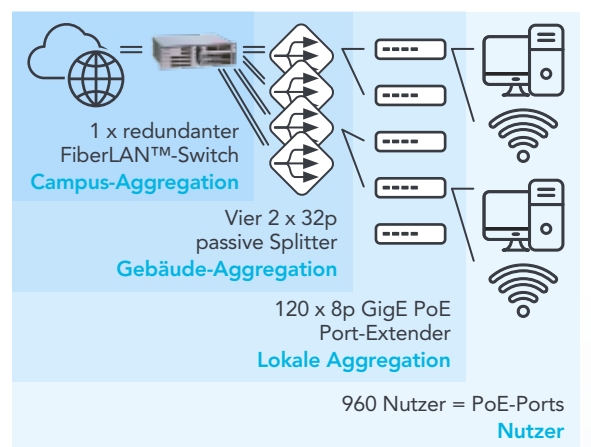 1 x redundanter
FiberLAN™-Switch
Campus-Aggregation
Vier 2 x 32p
passive Splitter
Gebäude-Aggregation
120 x 8p GigE PoE
Port-Extender
Lokale Aggregation
960 Nutzer = PoE-Ports
Nutzer